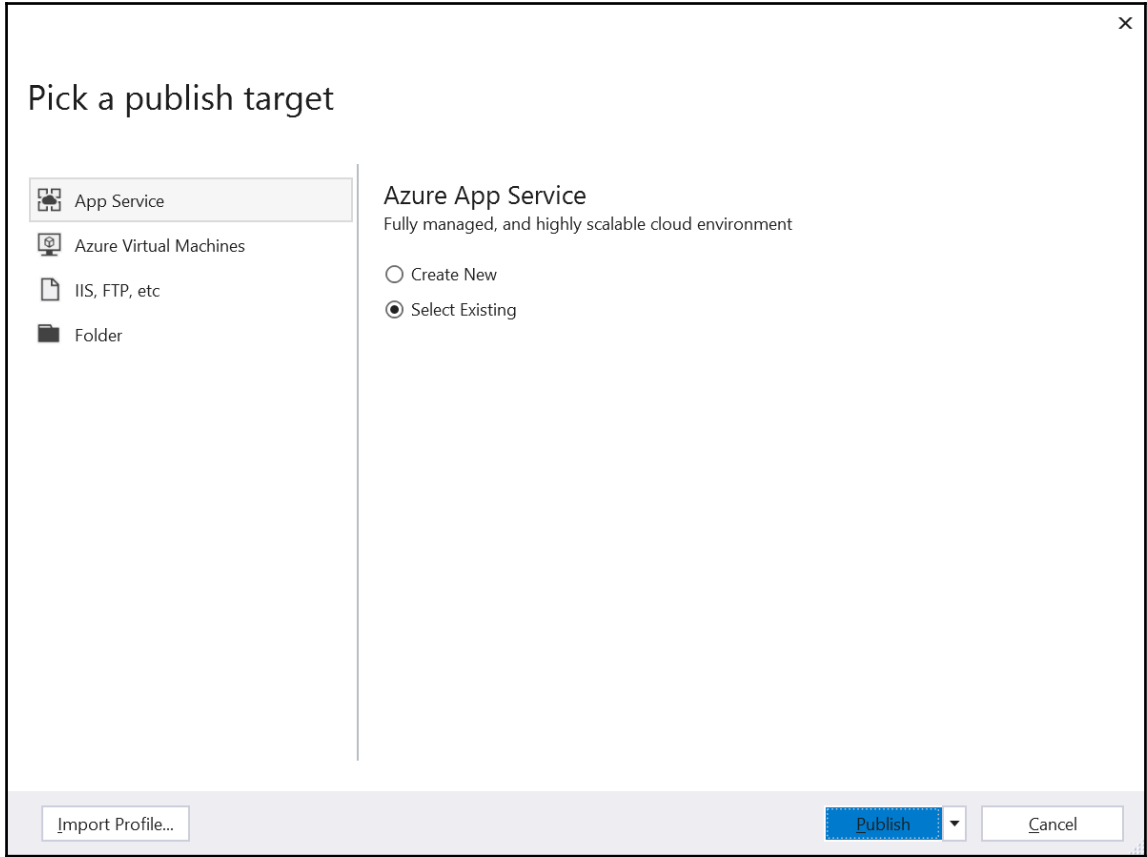 Pick a publish target
App Service
Azure Virtual Machines
IIS, FTP, etc
Folder
Azure App Service
Fully managed, and highly scalable cloud environment
Create New
Select Existing
Import Profile...
Publish
Cancel